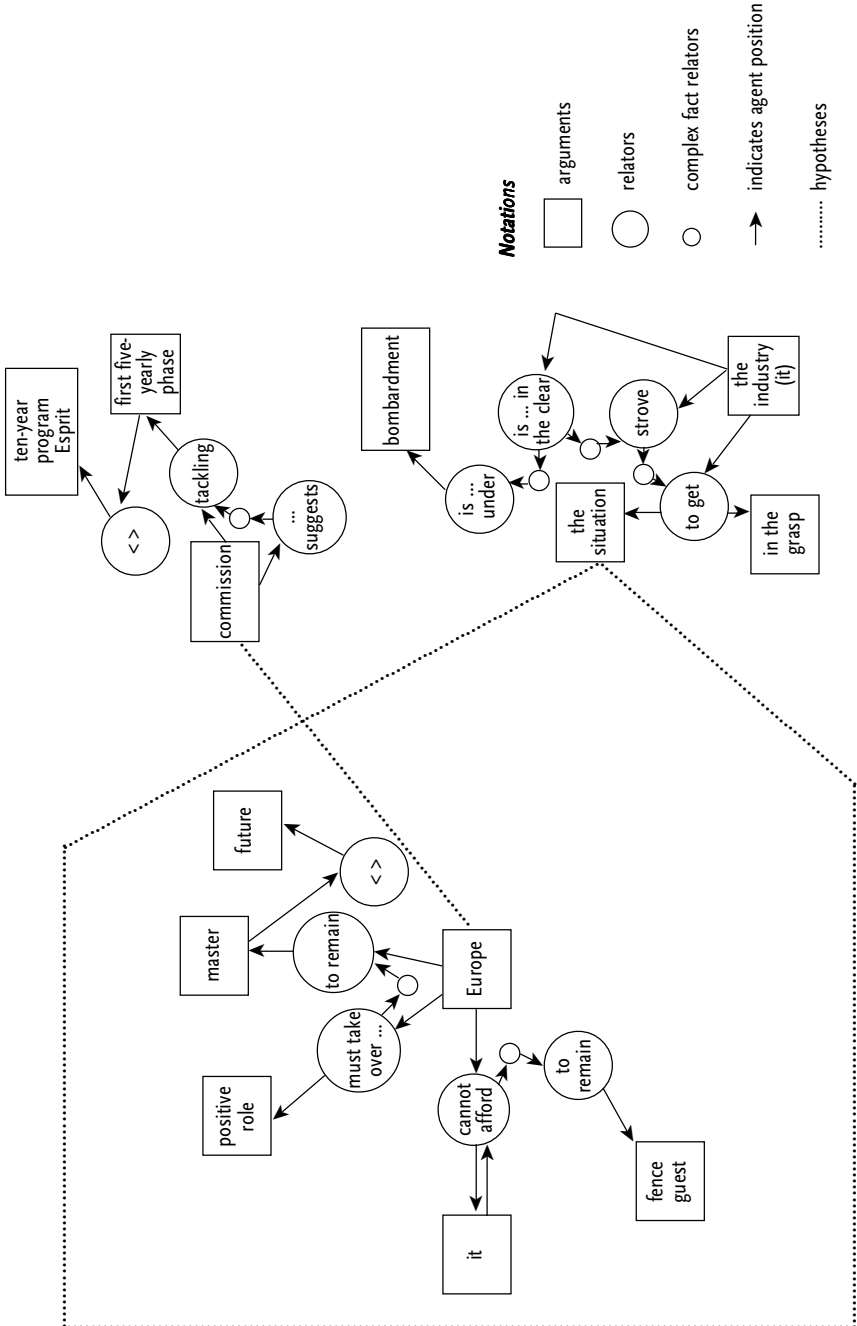 ten-year
program
Esprit
first five-
yearly
phase
< >
tackling
commission
...
suggests
bombardment
is ...
under
is ... in
the clear
strove
the
situation
to get
the
industry
(it)
in the
grasp
future
master
< >
to remain
positive
role
must take
over ...
Europe
cannot
afford
to
remain
it
fence
guest
Notations
arguments
relators
complex fact relators
indicates agent position
hypotheses